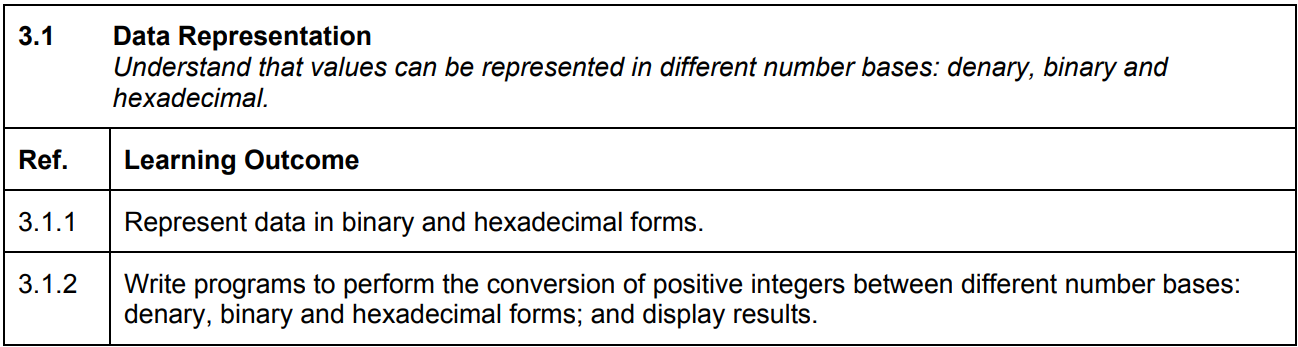 3.1 Data Representation
Understand that values can be represented in different number bases: denary, binary and
hexadecimal.
Ref. Learning Outcome
3.1.1 Represent data in binary and hexadecimal forms.
3.1.2 Write programs to perform the conversion of positive integers between different number bases:
denary, binary and hexadecimal forms; and display results.